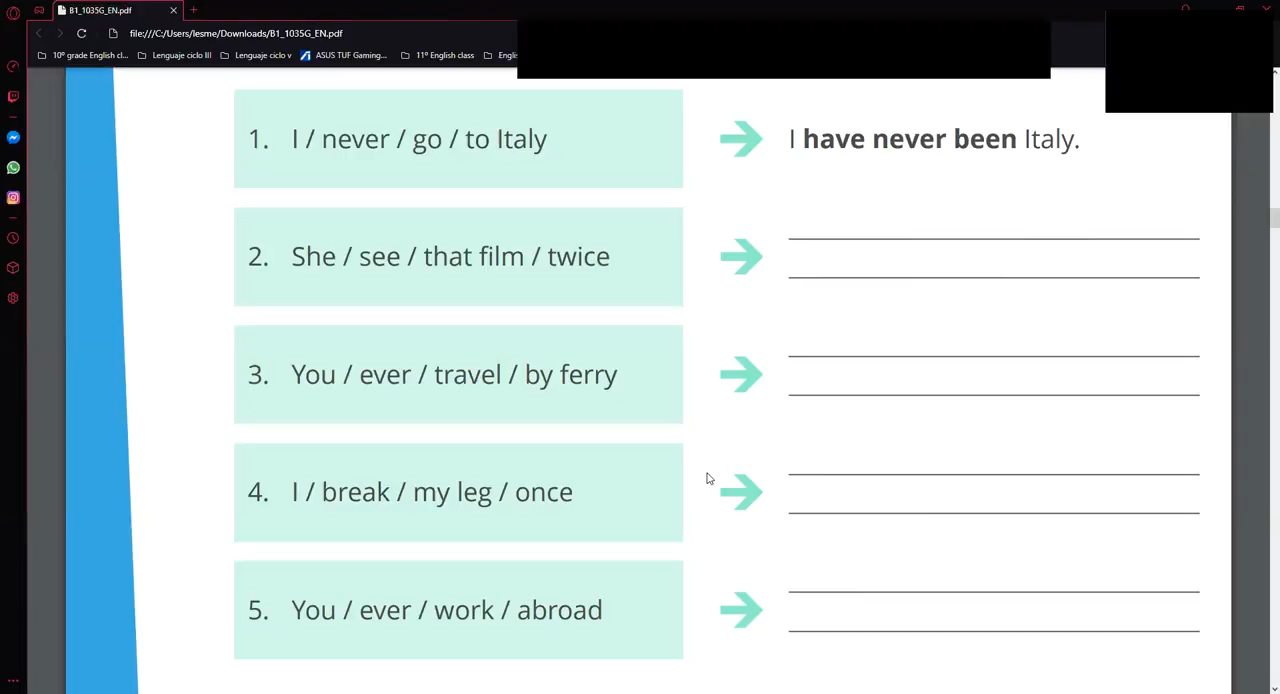 B1_1035G_EN.pdf
file:///C:/Users/lesme/Downloads/B1_1035G_EN.pdf
10º grade English cl... Lenguaje ciclo III Lenguaje ciclo v ASUS TUF Gaming... 11º English class Englis
1. I / never / go / to Italy
I have never been Italy.
2. She / see / that film / twice
3. You / ever / travel / by ferry
4. I / break / my leg / once
5. You / ever / work / abroad